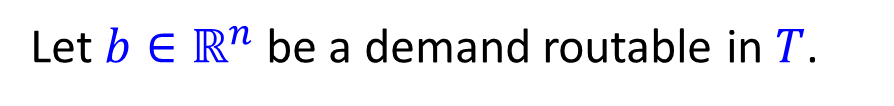 Let b ∈ ℝⁿ be a demand routable in T.